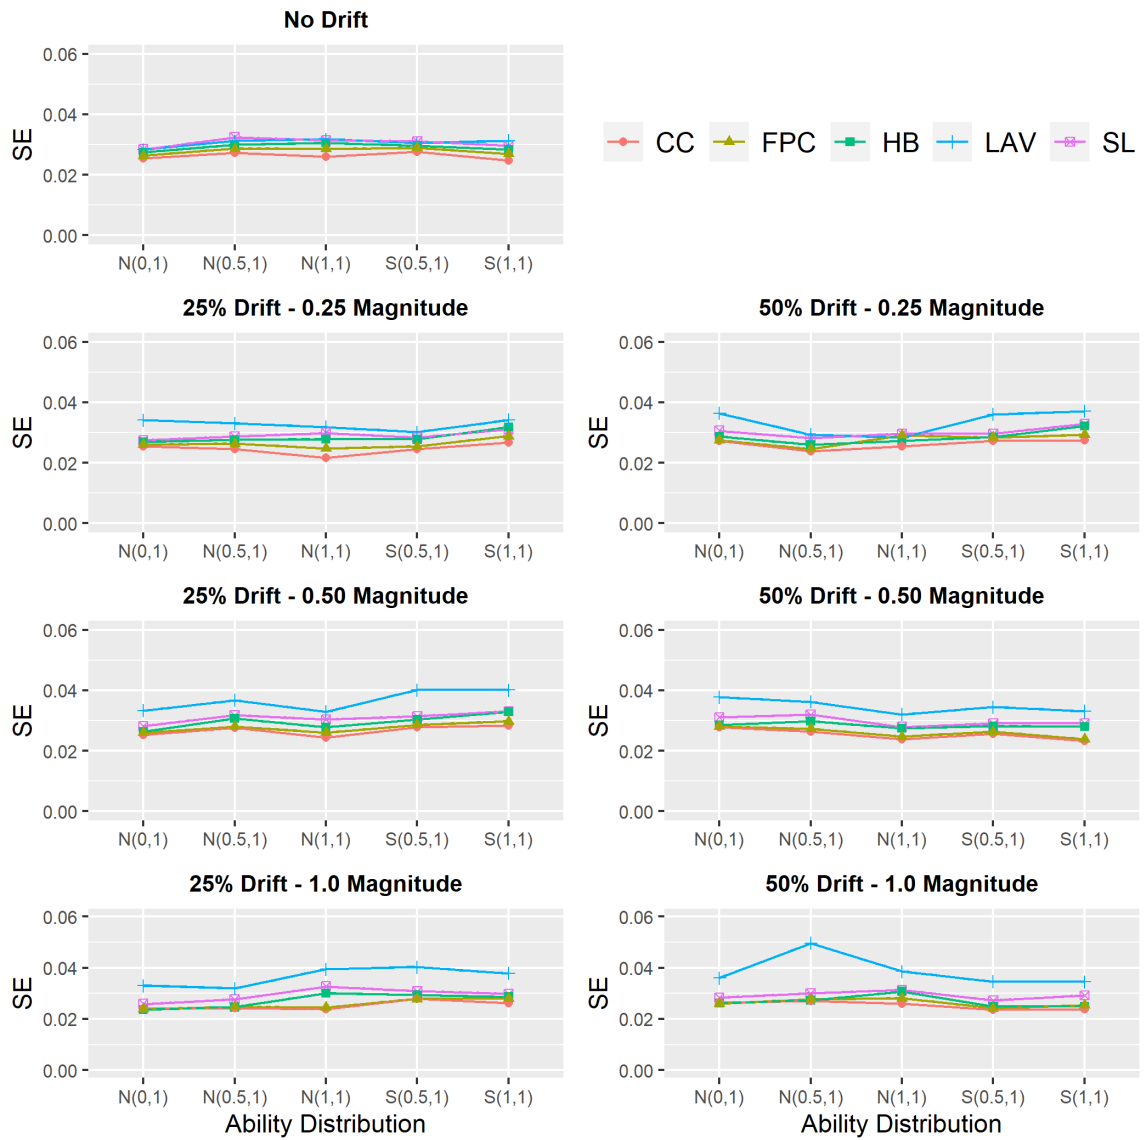 No Drift
0.06
0.04
0.02
0.00
SE
N(0,1) N(0.5,1) N(1,1) S(0.5,1) S(1,1)
CC FPC HB LAV SL
25% Drift - 0.25 Magnitude
0.06
0.04
0.02
0.00
SE
N(0,1) N(0.5,1) N(1,1) S(0.5,1) S(1,1)
50% Drift - 0.25 Magnitude
0.06
0.04
0.02
0.00
SE
N(0,1) N(0.5,1) N(1,1) S(0.5,1) S(1,1)
25% Drift - 0.50 Magnitude
0.06
0.04
0.02
0.00
SE
N(0,1) N(0.5,1) N(1,1) S(0.5,1) S(1,1)
50% Drift - 0.50 Magnitude
0.06
0.04
0.02
0.00
SE
N(0,1) N(0.5,1) N(1,1) S(0.5,1) S(1,1)
25% Drift - 1.0 Magnitude
0.06
0.04
0.02
0.00
SE
N(0,1) N(0.5,1) N(1,1) S(0.5,1) S(1,1)
Ability Distribution
50% Drift - 1.0 Magnitude
0.06
0.04
0.02
0.00
SE
N(0,1) N(0.5,1) N(1,1) S(0.5,1) S(1,1)
Ability Distribution